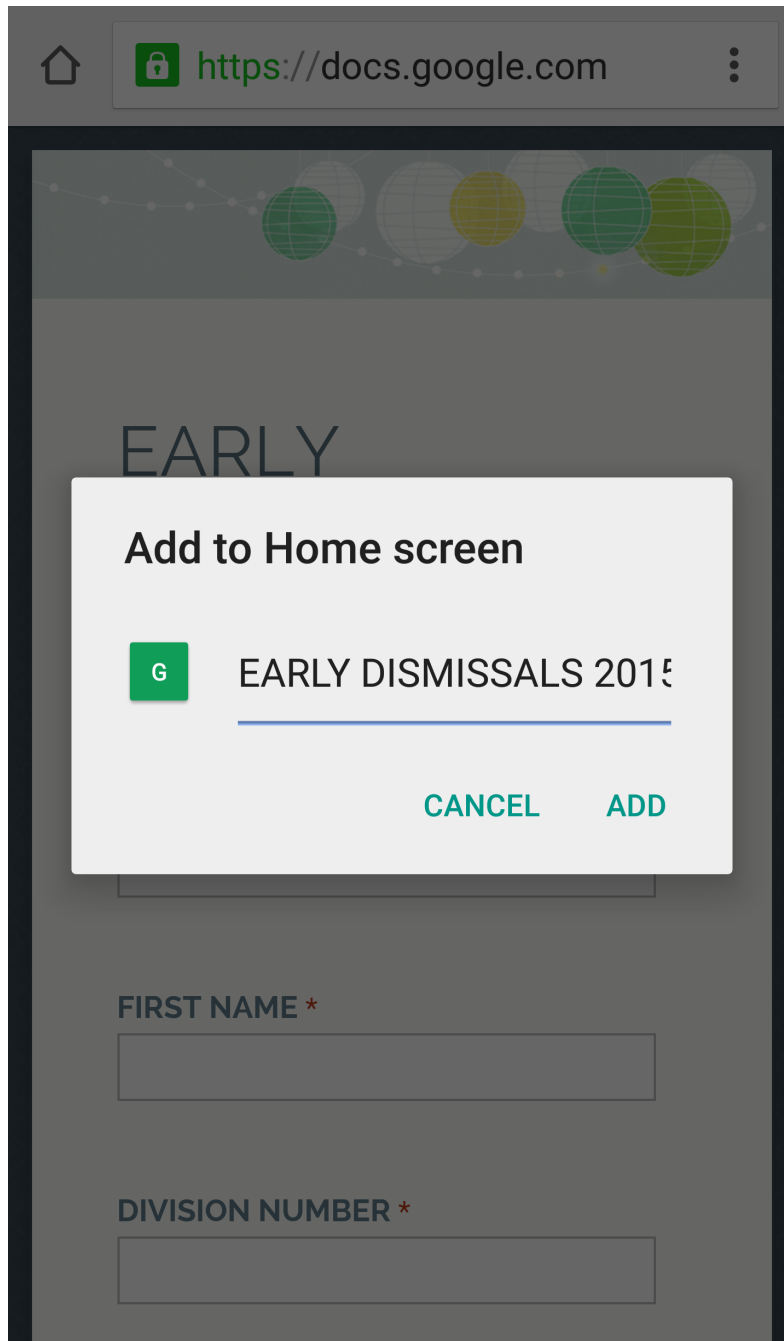 https://docs.google.com
EARLY
Add to Home screen
G
EARLY DISMISSALS 2015
CANCEL
ADD
FIRST NAME *
DIVISION NUMBER *